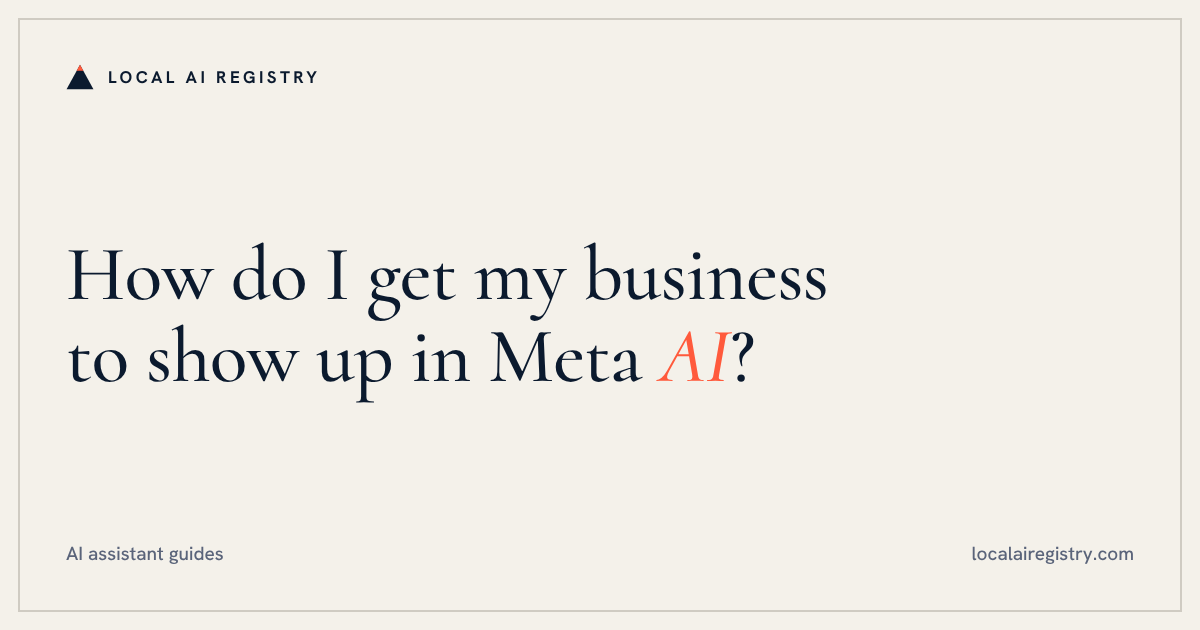 LOCAL AI REGISTRY
How do I get my business
to show up in Meta AI?
AI assistant guides
localairegistry.com